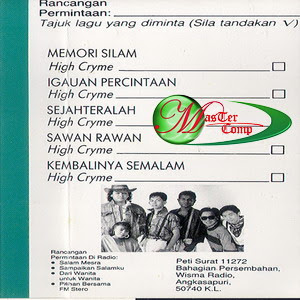 Rancangan
Permintaan:
Tajuk lagu yang diminta (Sila tandakan √)
MEMORI SILAM
High Cryme
IGAUAN PERCINTAAN
High Cryme
SEJAHTERALAH
High Cryme
MasTer
Comp
SAWAN RAWAN
High Cryme
KEMBALINYA SEMALAM
High Cryme
Rancangan
Permintaan Di Radio:
• Salam Mesra
• Sampaikan Salamku
• Dari Wanita
untuk Wanita
• Pilihan Bersama
FM Stero
Peti Surat 11272
Bahagian Persembahan,
Wisma Radio,
Angkasapuri,
50740 K.L.